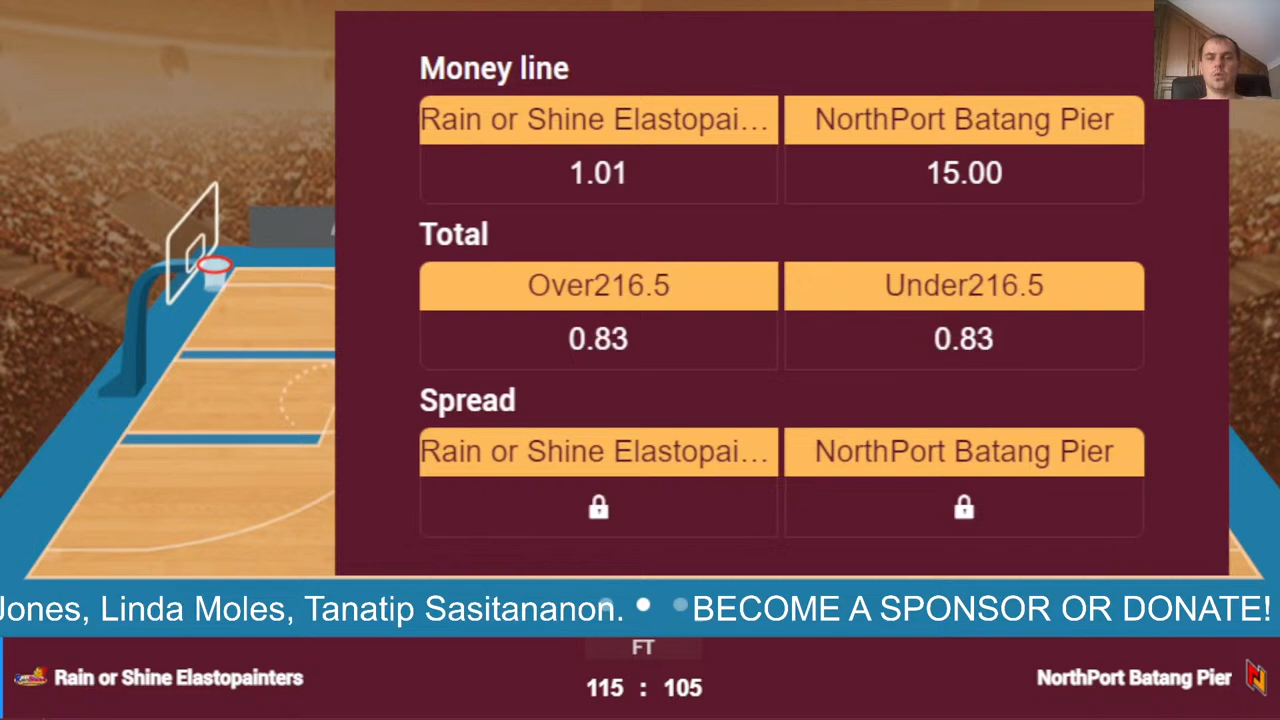 Money line
Rain or Shine Elastopai... NorthPort Batang Pier
1.01 15.00
Total
Over216.5 Under216.5
0.83 0.83
Spread
Rain or Shine Elastopai... NorthPort Batang Pier
Jones, Linda Moles, Tanatip Sasitananon. BECOME A SPONSOR OR DONATE!
FT
Rain or Shine Elastopainters 115 : 105 NorthPort Batang Pier